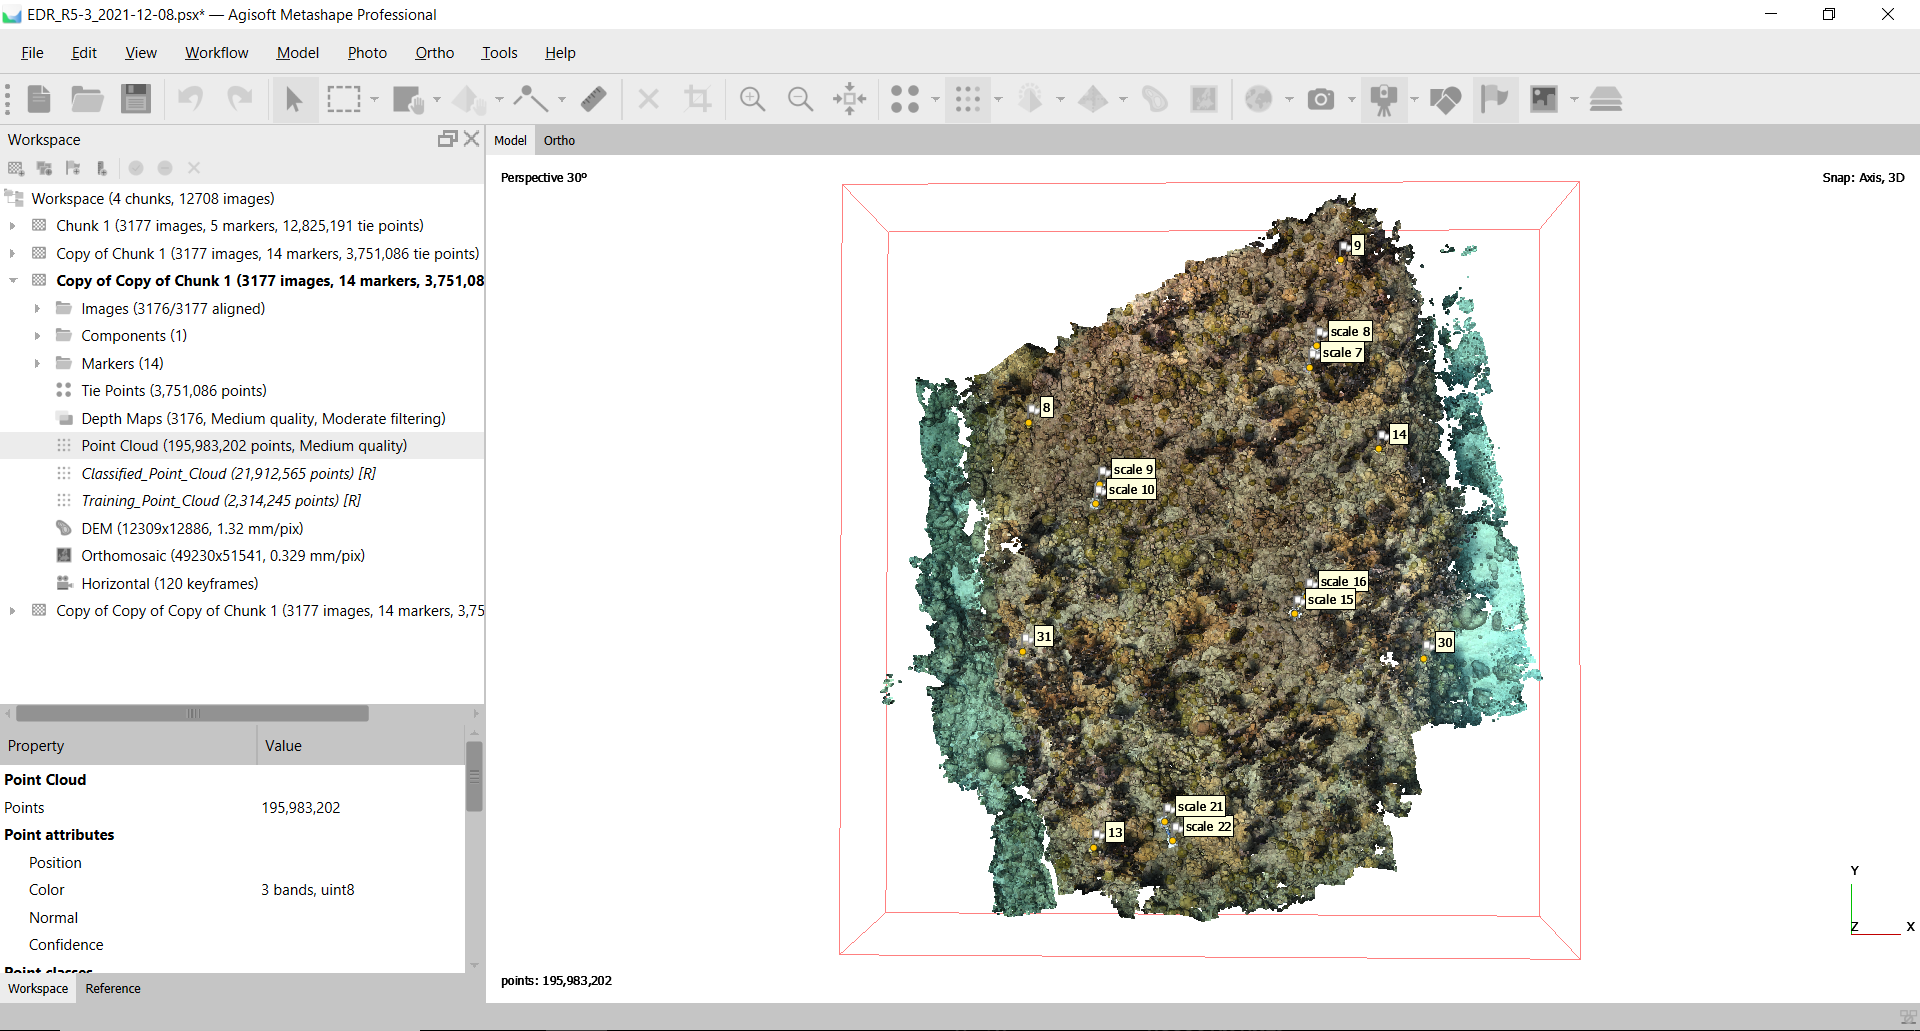 EDR_R5-3_2021-12-08.psx* — Agisoft Metashape Professional
File Edit View Workflow Model Photo Ortho Tools Help
Workspace
Workspace (4 chunks, 12708 images)
Chunk 1 (3177 images, 5 markers, 12,825,191 tie points)
Copy of Chunk 1 (3177 images, 14 markers, 3,751,086 tie points)
Copy of Copy of Chunk 1 (3177 images, 14 markers, 3,751,08
Images (3176/3177 aligned)
Components (1)
Markers (14)
Tie Points (3,751,086 points)
Depth Maps (3176, Medium quality, Moderate filtering)
Point Cloud (195,983,202 points, Medium quality)
Classified_Point_Cloud (21,912,565 points) [R]
Training_Point_Cloud (2,314,245 points) [R]
DEM (12309x12886, 1.32 mm/pix)
Orthomosaic (49230x51541, 0.329 mm/pix)
Horizontal (120 keyframes)
Copy of Copy of Copy of Chunk 1 (3177 images, 14 markers, 3,75
Property Value
Point Cloud
Points 195,983,202
Point attributes
Position
Color 3 bands, uint8
Normal
Confidence
Point classes
Workspace Reference
Model Ortho
Perspective 30°
Snap: Axis, 3D
9
scale 8
scale 7
8
14
scale 9
scale 10
scale 16
scale 15
31
30
scale 21
scale 22
13
Y
Z X
points: 195,983,202